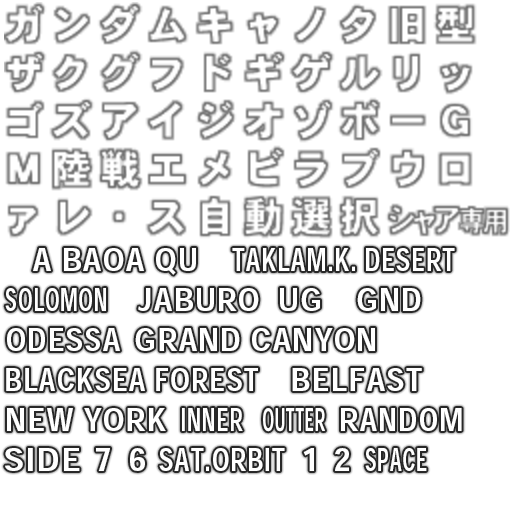 ガンダムキャノタ旧型
ザクグフドギゲルリッ
ゴズアイジオゾボーG
M陸戦エメビラブウロ
ァレ・ス自動選択シャア専用
A BAOA QU TAKLAM.K. DESERT
SOLOMON JABURO UG GND
ODESSA GRAND CANYON
BLACKSEA FOREST BELFAST
NEW YORK INNER OUTTER RANDOM
SIDE 7 6 SAT.ORBIT 1 2 SPACE